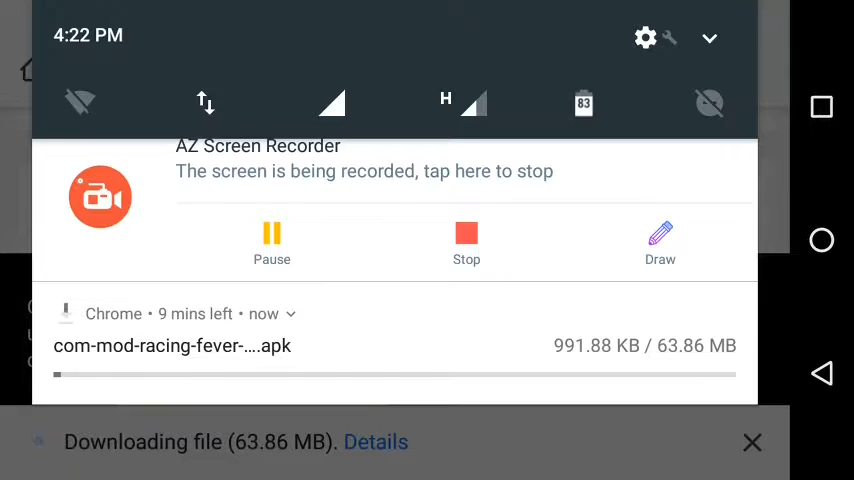 4:22 PM
H
83
AZ Screen Recorder
The screen is being recorded, tap here to stop
Pause
Stop
Draw
Chrome • 9 mins left • now
com-mod-racing-fever-....apk
991.88 KB / 63.86 MB
Downloading file (63.86 MB). Details